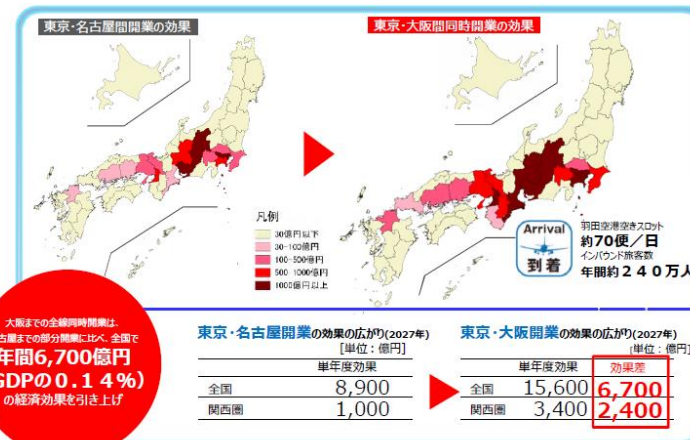 東京・名古屋間開業の効果
東京・大阪間同時開業の効果
凡例
30億円以下
30-100億円
100-500億円
500-1000億円
1000億円以上
Arrival
到着
羽田空港空きスロット
約70便／日
インバウンド旅客数
年間約２４０万人
大阪までの全線同時開業は、
古屋までの部分開業に比べ、全国で
年間6,700億円
GDPの０.１４％）
の経済効果を引き上げ
東京・名古屋開業の効果の広がり(2027年)
[単位：億円]
単年度効果
全国 8,900
関西圏 1,000
東京・大阪開業の効果の広がり(2027年)
[単位：億円]
単年度効果 効果差
全国 15,600 6,700
関西圏 3,400 2,400